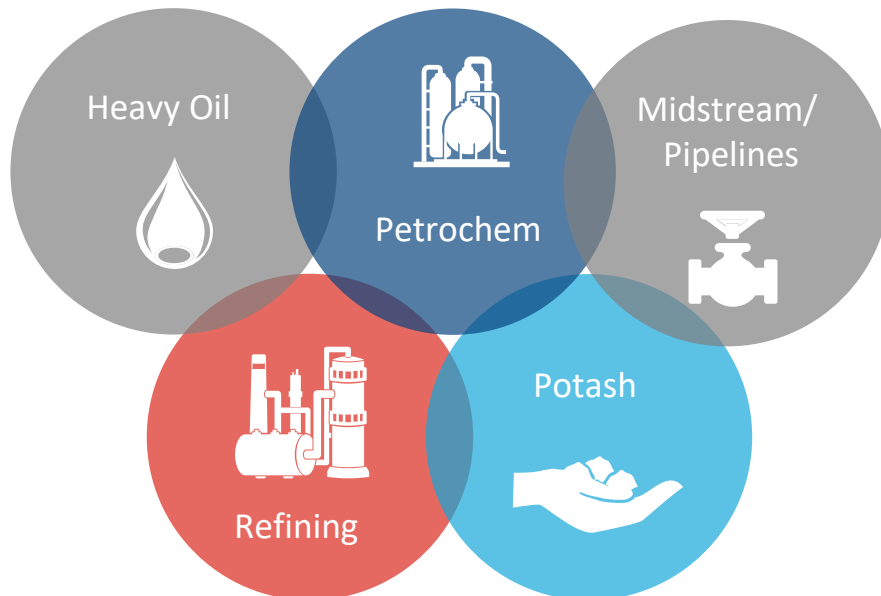 Heavy Oil
Petrochem
Midstream/
Pipelines
Refining
Potash